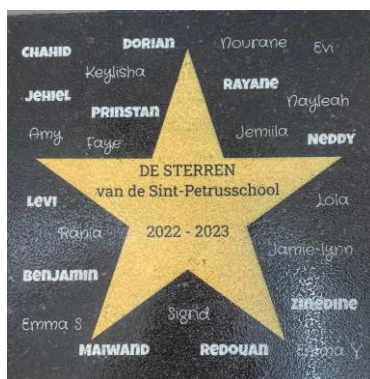 DORIAN Nourane Evi
CHAHID
Keylisha
JEHIEL RAYANE
PRINSTAN Nayleah
Amy Faye Jemiila NEDDY
DE STERREN
van de Sint-Petrusschool
LEVI Lola
Rania 2022 - 2023
Jamie-lynn
BENJAMIN
Sigrid ZINEDINE
Emma S
MAIWAND REDOUAN Emma Y